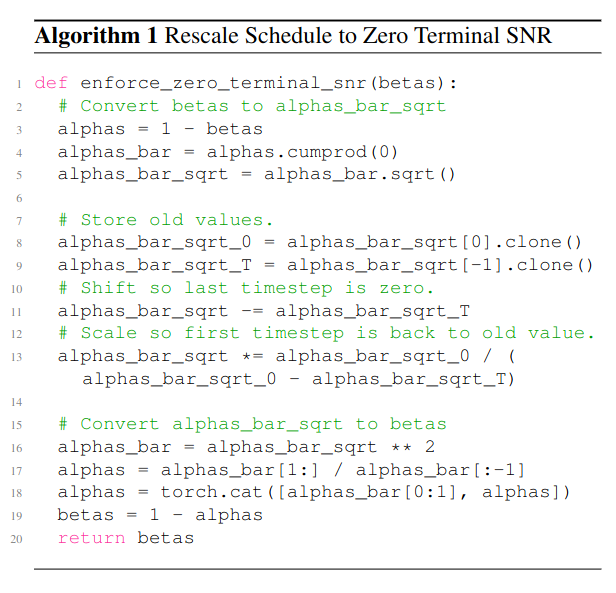 Algorithm 1 Rescale Schedule to Zero Terminal SNR
1 def enforce_zero_terminal_snr(betas):
2 # Convert betas to alphas_bar_sqrt
3 alphas = 1 - betas
4 alphas_bar = alphas.cumprod(0)
5 alphas_bar_sqrt = alphas_bar.sqrt()
6
7 # Store old values.
8 alphas_bar_sqrt_0 = alphas_bar_sqrt[0].clone()
9 alphas_bar_sqrt_T = alphas_bar_sqrt[-1].clone()
10 # Shift so last timestep is zero.
11 alphas_bar_sqrt -= alphas_bar_sqrt_T
12 # Scale so first timestep is back to old value.
13 alphas_bar_sqrt *= alphas_bar_sqrt_0 / (
alphas_bar_sqrt_0 - alphas_bar_sqrt_T)
14
15 # Convert alphas_bar_sqrt to betas
16 alphas_bar = alphas_bar_sqrt ** 2
17 alphas = alphas_bar[1:] / alphas_bar[:-1]
18 alphas = torch.cat([alphas_bar[0:1], alphas])
19 betas = 1 - alphas
20 return betas